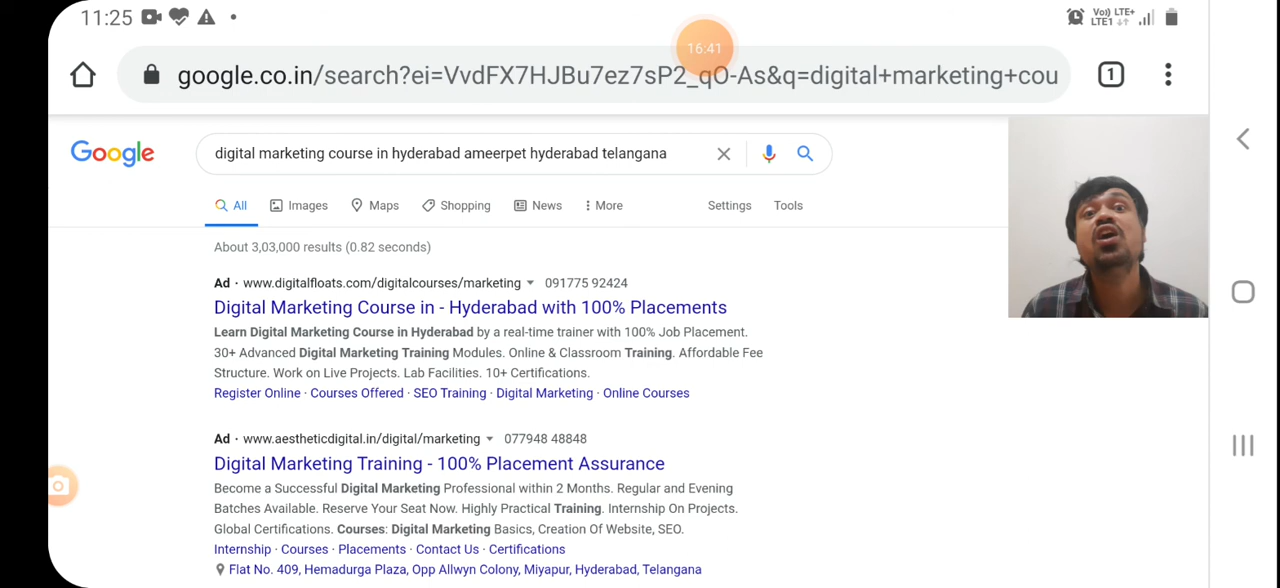 11:25
Vo) LTE+
LTE1
16:41
google.co.in/search?ei=VvdFX7HJBu7ez7sP2_qO-As&q=digital+marketing+cou
1
Google
digital marketing course in hyderabad ameerpet hyderabad telangana
All Images Maps Shopping News More Settings Tools
About 3,03,000 results (0.82 seconds)
Ad · www.digitalfloats.com/digitalcourses/marketing 091775 92424
Digital Marketing Course in - Hyderabad with 100% Placements
Learn Digital Marketing Course in Hyderabad by a real-time trainer with 100% Job Placement.
30+ Advanced Digital Marketing Training Modules. Online & Classroom Training. Affordable Fee
Structure. Work on Live Projects. Lab Facilities. 10+ Certifications.
Register Online · Courses Offered · SEO Training · Digital Marketing · Online Courses
Ad · www.aestheticdigital.in/digital/marketing 077948 48848
Digital Marketing Training - 100% Placement Assurance
Become a Successful Digital Marketing Professional within 2 Months. Regular and Evening
Batches Available. Reserve Your Seat Now. Highly Practical Training. Internship On Projects.
Global Certifications. Courses: Digital Marketing Basics, Creation Of Website, SEO.
Internship · Courses · Placements · Contact Us · Certifications
Flat No. 409, Hemadurga Plaza, Opp Allwyn Colony, Miyapur, Hyderabad, Telangana